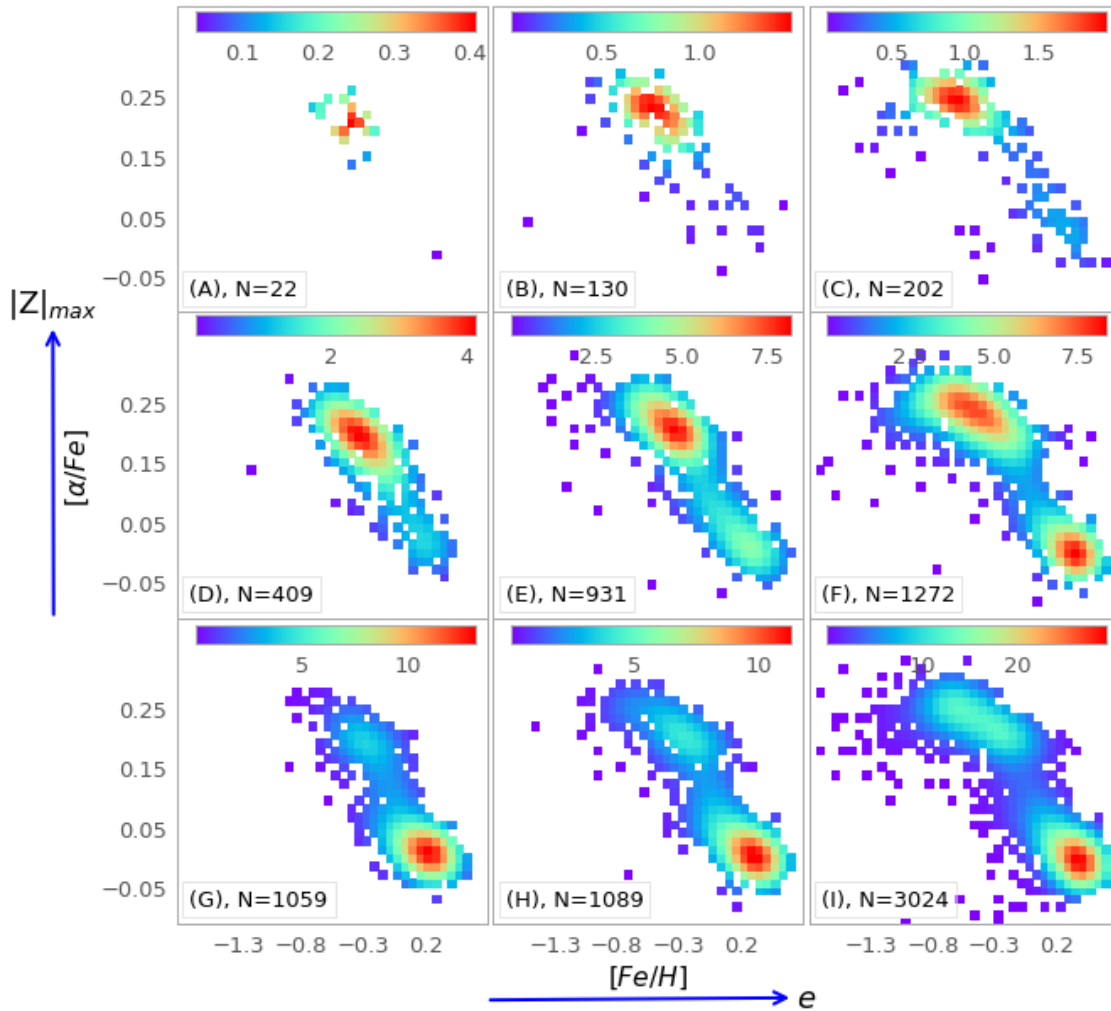 0.1 0.2 0.3 0.4
0.5 1.0
0.5 1.0 1.5
0.25
0.15
0.05
−0.05
(A), N=22
(B), N=130
(C), N=202
|Z|max
[α/Fe]
2 4
2.5 5.0 7.5
2.5 5.0 7.5
0.25
0.15
0.05
−0.05
(D), N=409
(E), N=931
(F), N=1272
5 10
5 10
10 20
0.25
0.15
0.05
−0.05
(G), N=1059
(H), N=1089
(I), N=3024
−1.3 −0.8 −0.3 0.2
−1.3 −0.8 −0.3 0.2
−1.3 −0.8 −0.3 0.2
[Fe/H]
e